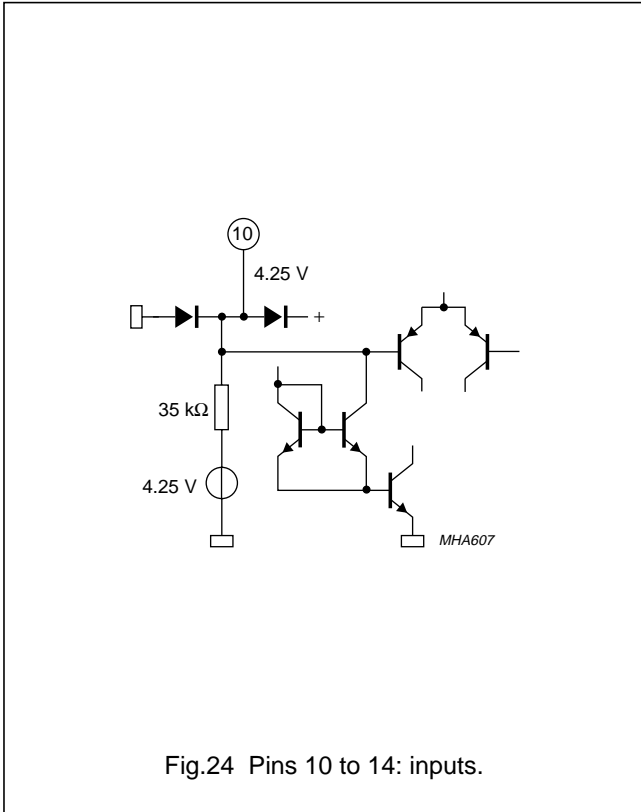 10
4.25 V
+
35 kΩ
4.25 V
MHA607
Fig.24 Pins 10 to 14: inputs.